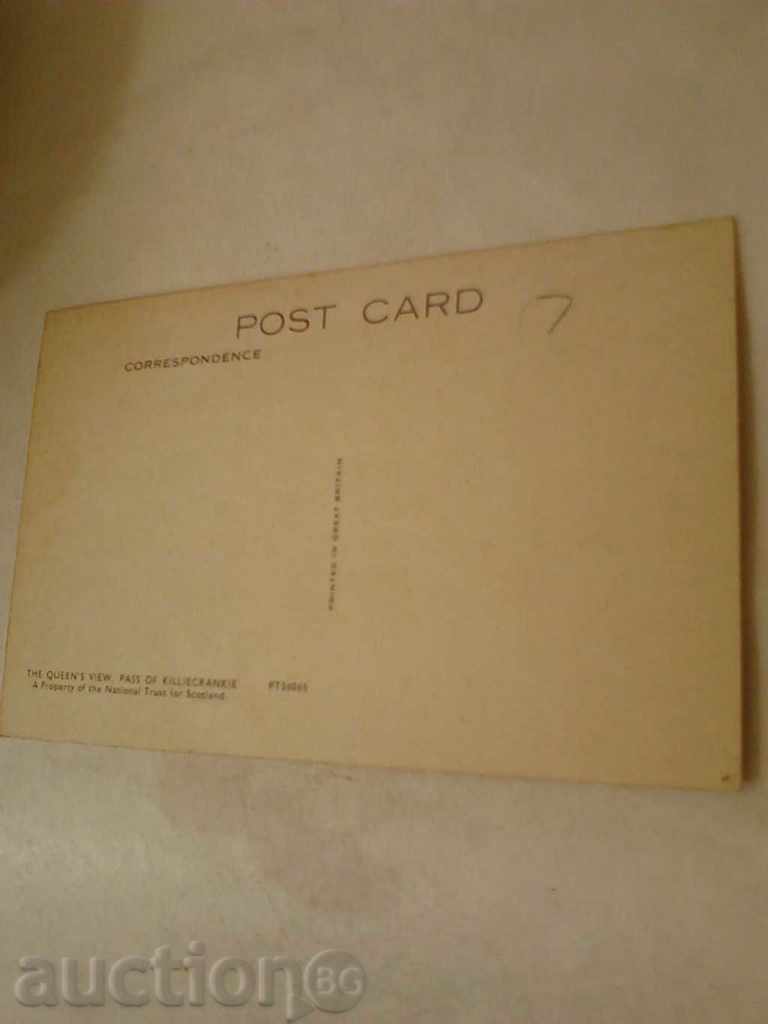 POST CARD 7
CORRESPONDENCE
PRINTED IN GREAT BRITAIN
THE QUEEN'S VIEW, PASS OF KILLIECRANKIE
A Property of the National Trust for Scotland.
auctionBG